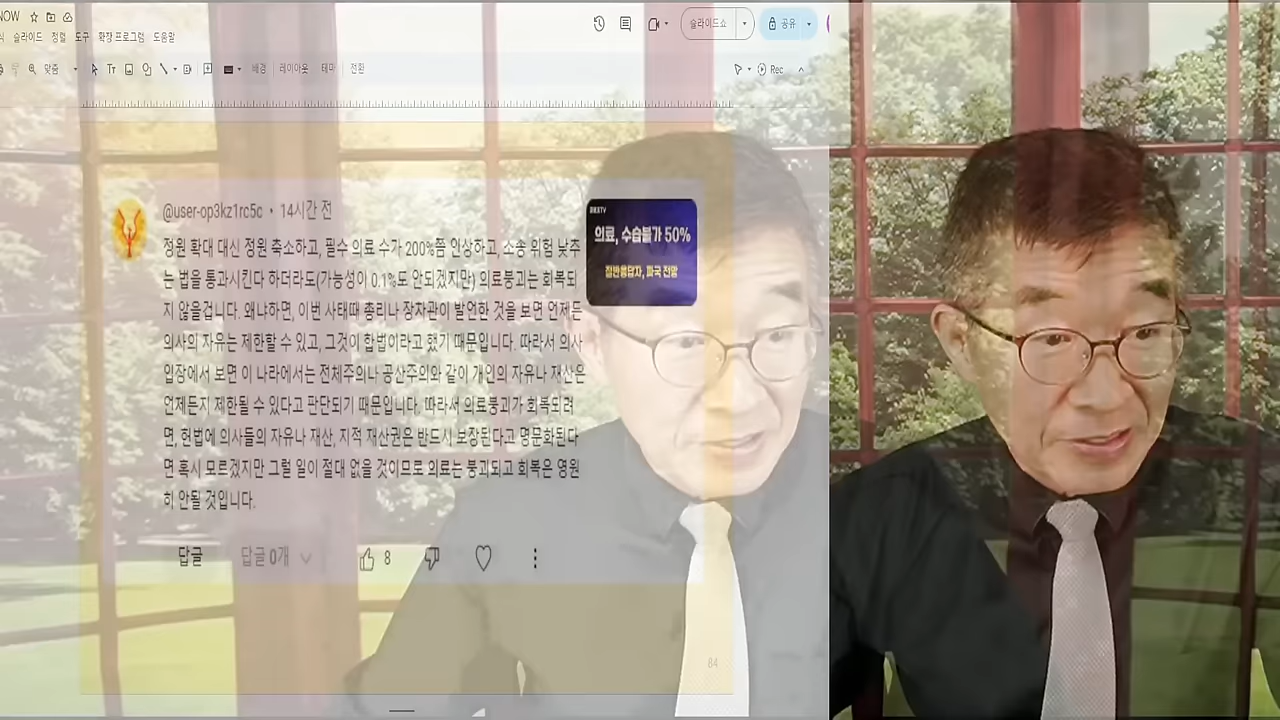 NOW
슬라이드쇼
공유
슬라이드 정렬 도구 확장 프로그램 도움말
맞춤
Tr
배경 레이아웃 테마 전환
Rec
@user-op3kz1rc5c • 14시간 전
정원 확대 대신 정원 축소하고, 필수 의료 수가 200%쯤 인상하고, 소송 위험 낮추
는 법을 통과시킨다 하더라도(가능성이 0.1%도 안되겠지만) 의료붕괴는 회복되
지 않을겁니다. 왜냐하면, 이번 사태때 총리나 장차관이 발언한 것을 보면 언제든
의사의 자유는 제한할 수 있고, 그것이 합법이라고 했기 때문입니다. 따라서 의사
입장에서 보면 이 나라에서는 전체주의나 공산주의와 같이 개인의 자유나 재산은
언제든지 제한될 수 있다고 판단되기 때문입니다. 따라서 의료붕괴가 회복되려
면, 헌법에 의사들의 자유나 재산, 지적 재산권은 반드시 보장된다고 명문화된다
면 혹시 모르겠지만 그럴 일이 절대 없을 것이므로 의료는 붕괴되고 회복은 영원
히 안될 것입니다.
의료, 수습불가 50%
절반응답자, 파국 전망
답글
답글 0개
8
64